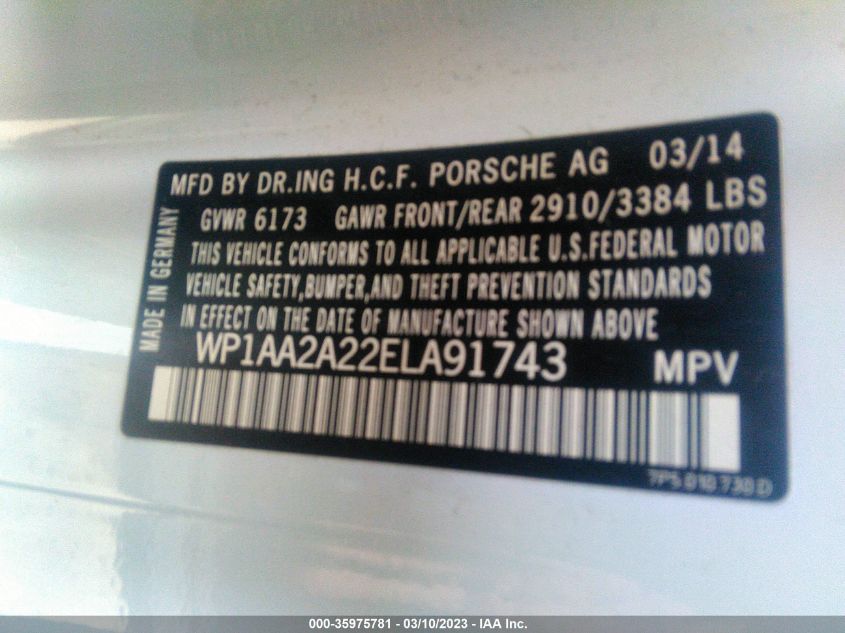 MFD BY DR.ING H.C.F. PORSCHE AG 03/14
GVWR 6173 GAWR FRONT/REAR 2910/3384 LBS
THIS VEHICLE CONFORMS TO ALL APPLICABLE U.S.FEDERAL MOTOR
VEHICLE SAFETY,BUMPER,AND THEFT PREVENTION STANDARDS
IN EFFECT ON THE DATE OF MANUFACTURE SHOWN ABOVE
MADE IN GERMANY
WP1AA2A22ELA91743 MPV
7P5.010.730 D
000-35975781 - 03/10/2023 - IAA Inc.